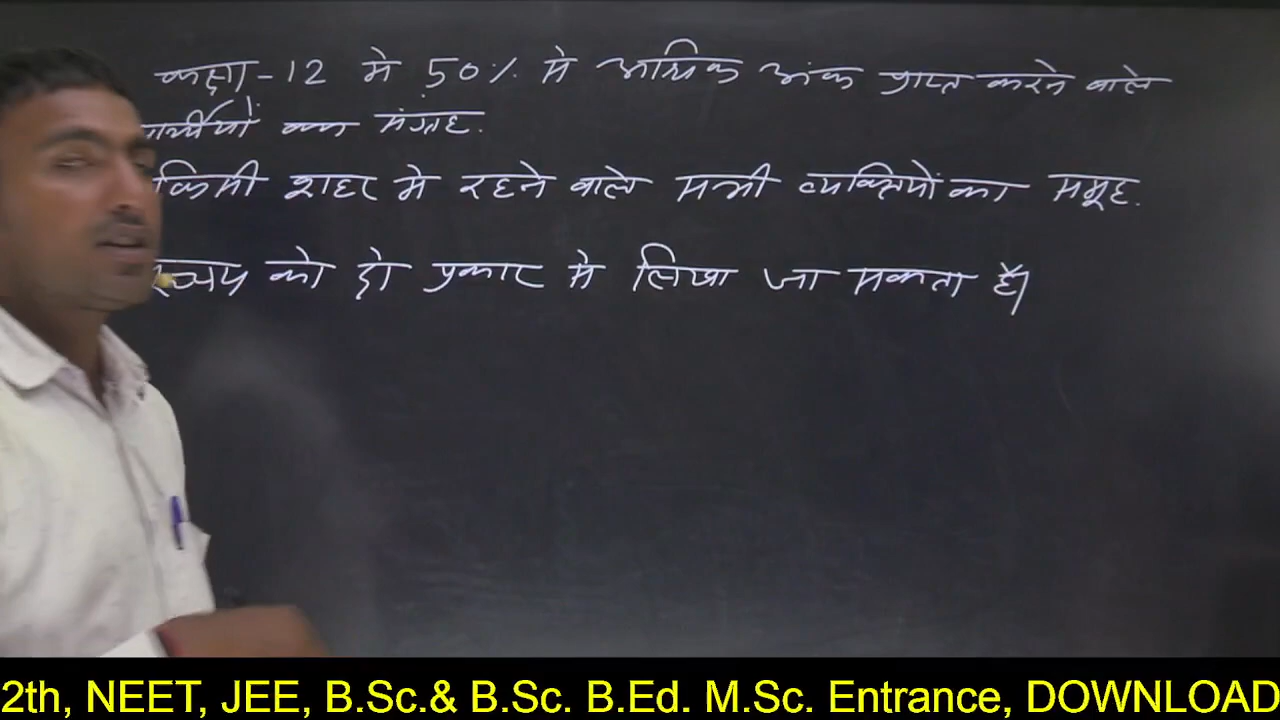 कक्षा-12 में 50% से अधिक अंक प्राप्त करने वाले
का संग्रह.
किसी शहर में रहने वाले सभी व्यक्तियों का समूह.
को दो प्रकार से लिखा जा सकता है।
2th, NEET, JEE, B.Sc.& B.Sc. B.Ed. M.Sc. Entrance, DOWNLOAD